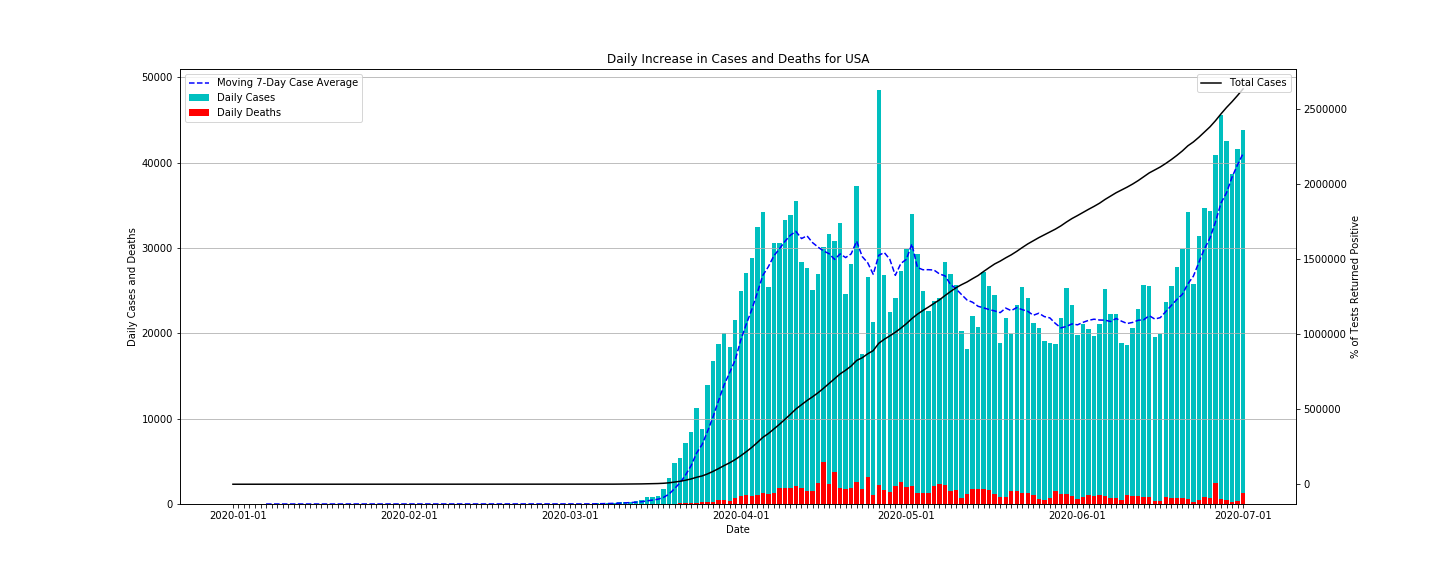 Daily Increase in Cases and Deaths for USA
Moving 7-Day Case Average
Daily Cases
Daily Deaths
Total Cases
50000
40000
30000
20000
10000
0
Daily Cases and Deaths
2500000
2000000
1500000
1000000
500000
0
% of Tests Returned Positive
2020-01-01
2020-02-01
2020-03-01
2020-04-01
2020-05-01
2020-06-01
2020-07-01
Date